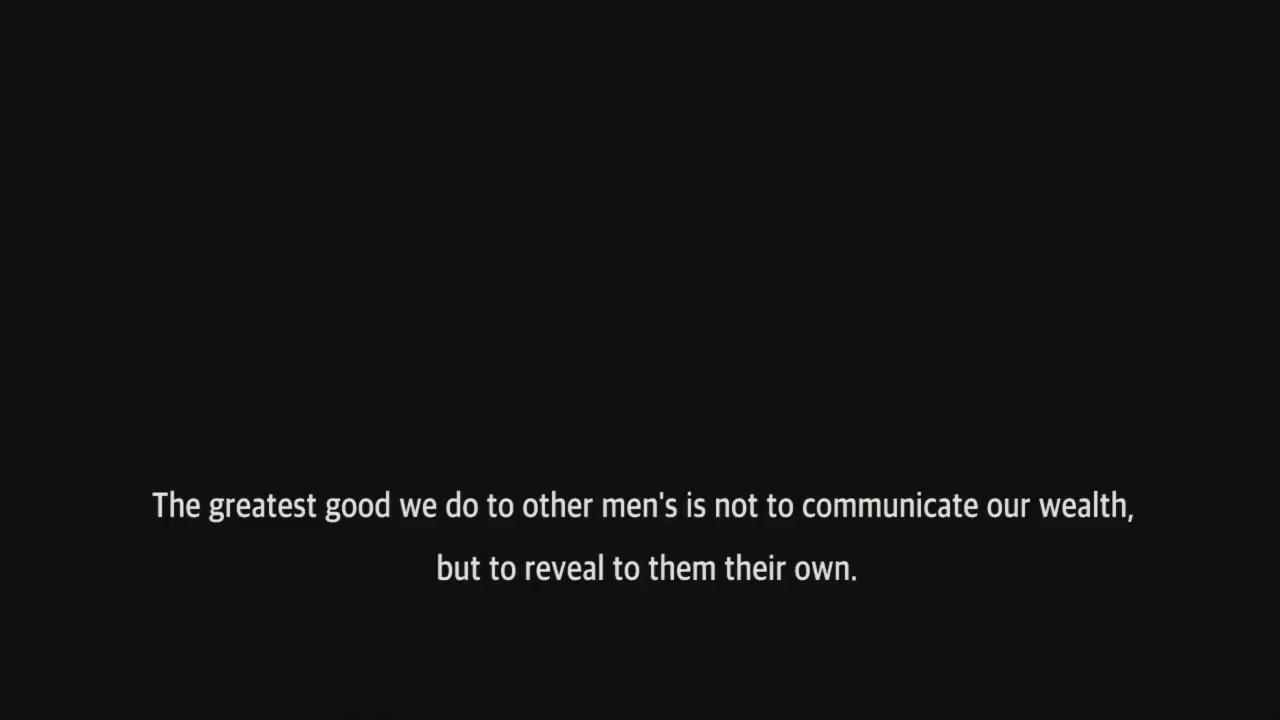 The greatest good we do to other men's is not to communicate our wealth,
but to reveal to them their own.